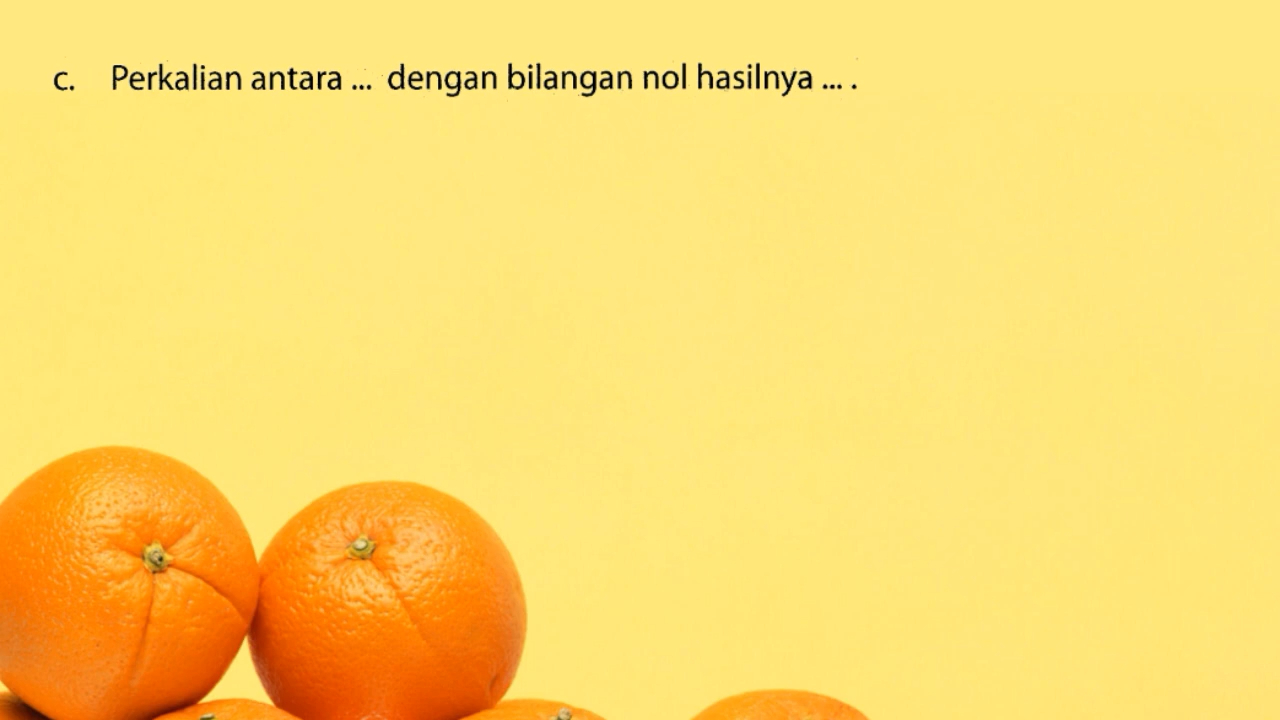 c. Perkalian antara ... dengan bilangan nol hasilnya ... .